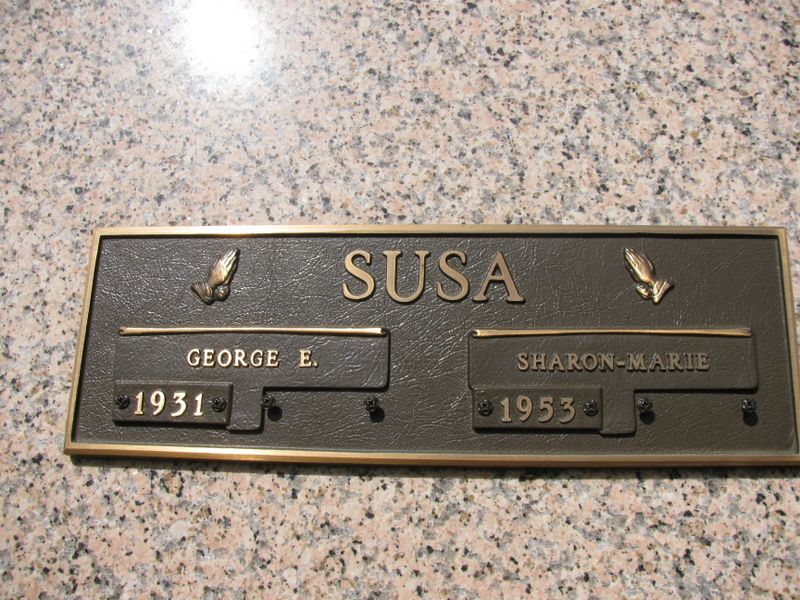 SUSA
GEORGE E.
SHARON-MARIE
1931
1953